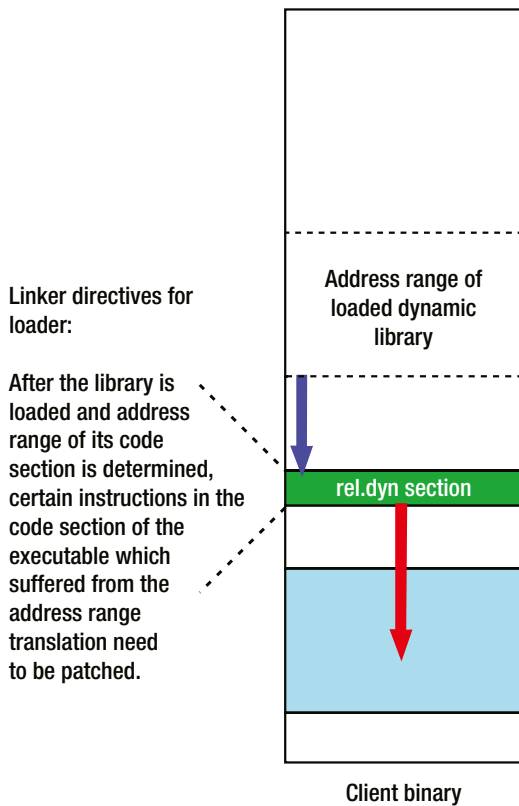 Address range of
loaded dynamic
library
Linker directives for
loader:
After the library is
loaded and address
range of its code
section is determined,
certain instructions in the
code section of the
executable which
suffered from the
address range
translation need
to be patched.
rel.dyn section
Client binary